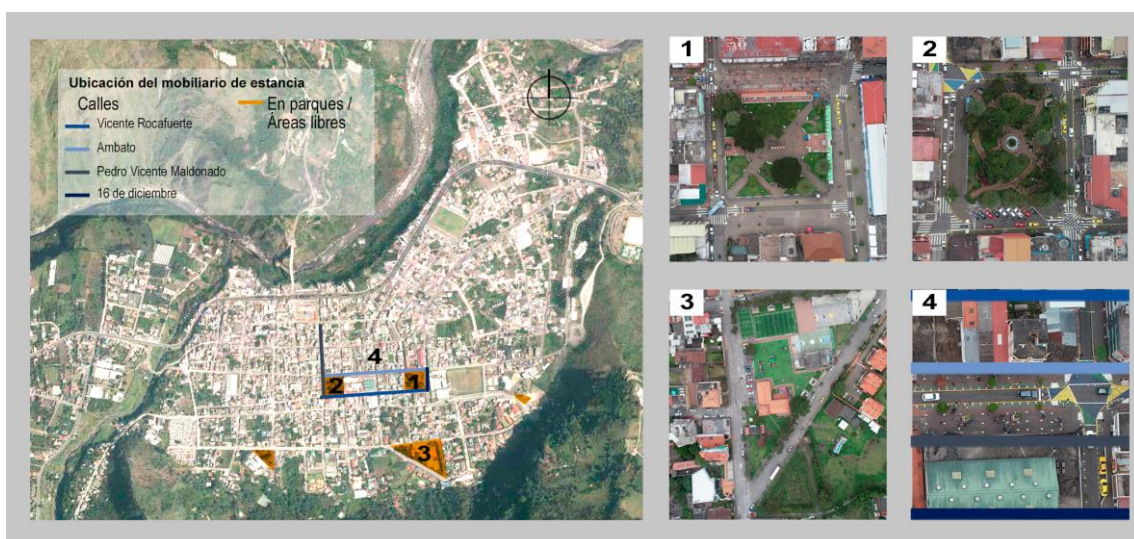 Ubicación del mobiliario de estancia
Calles
Vicente Rocafuerte
Ambato
Pedro Vicente Maldonado
16 de diciembre
En parques /
Áreas libres
4
2
1
3
1
2
3
4